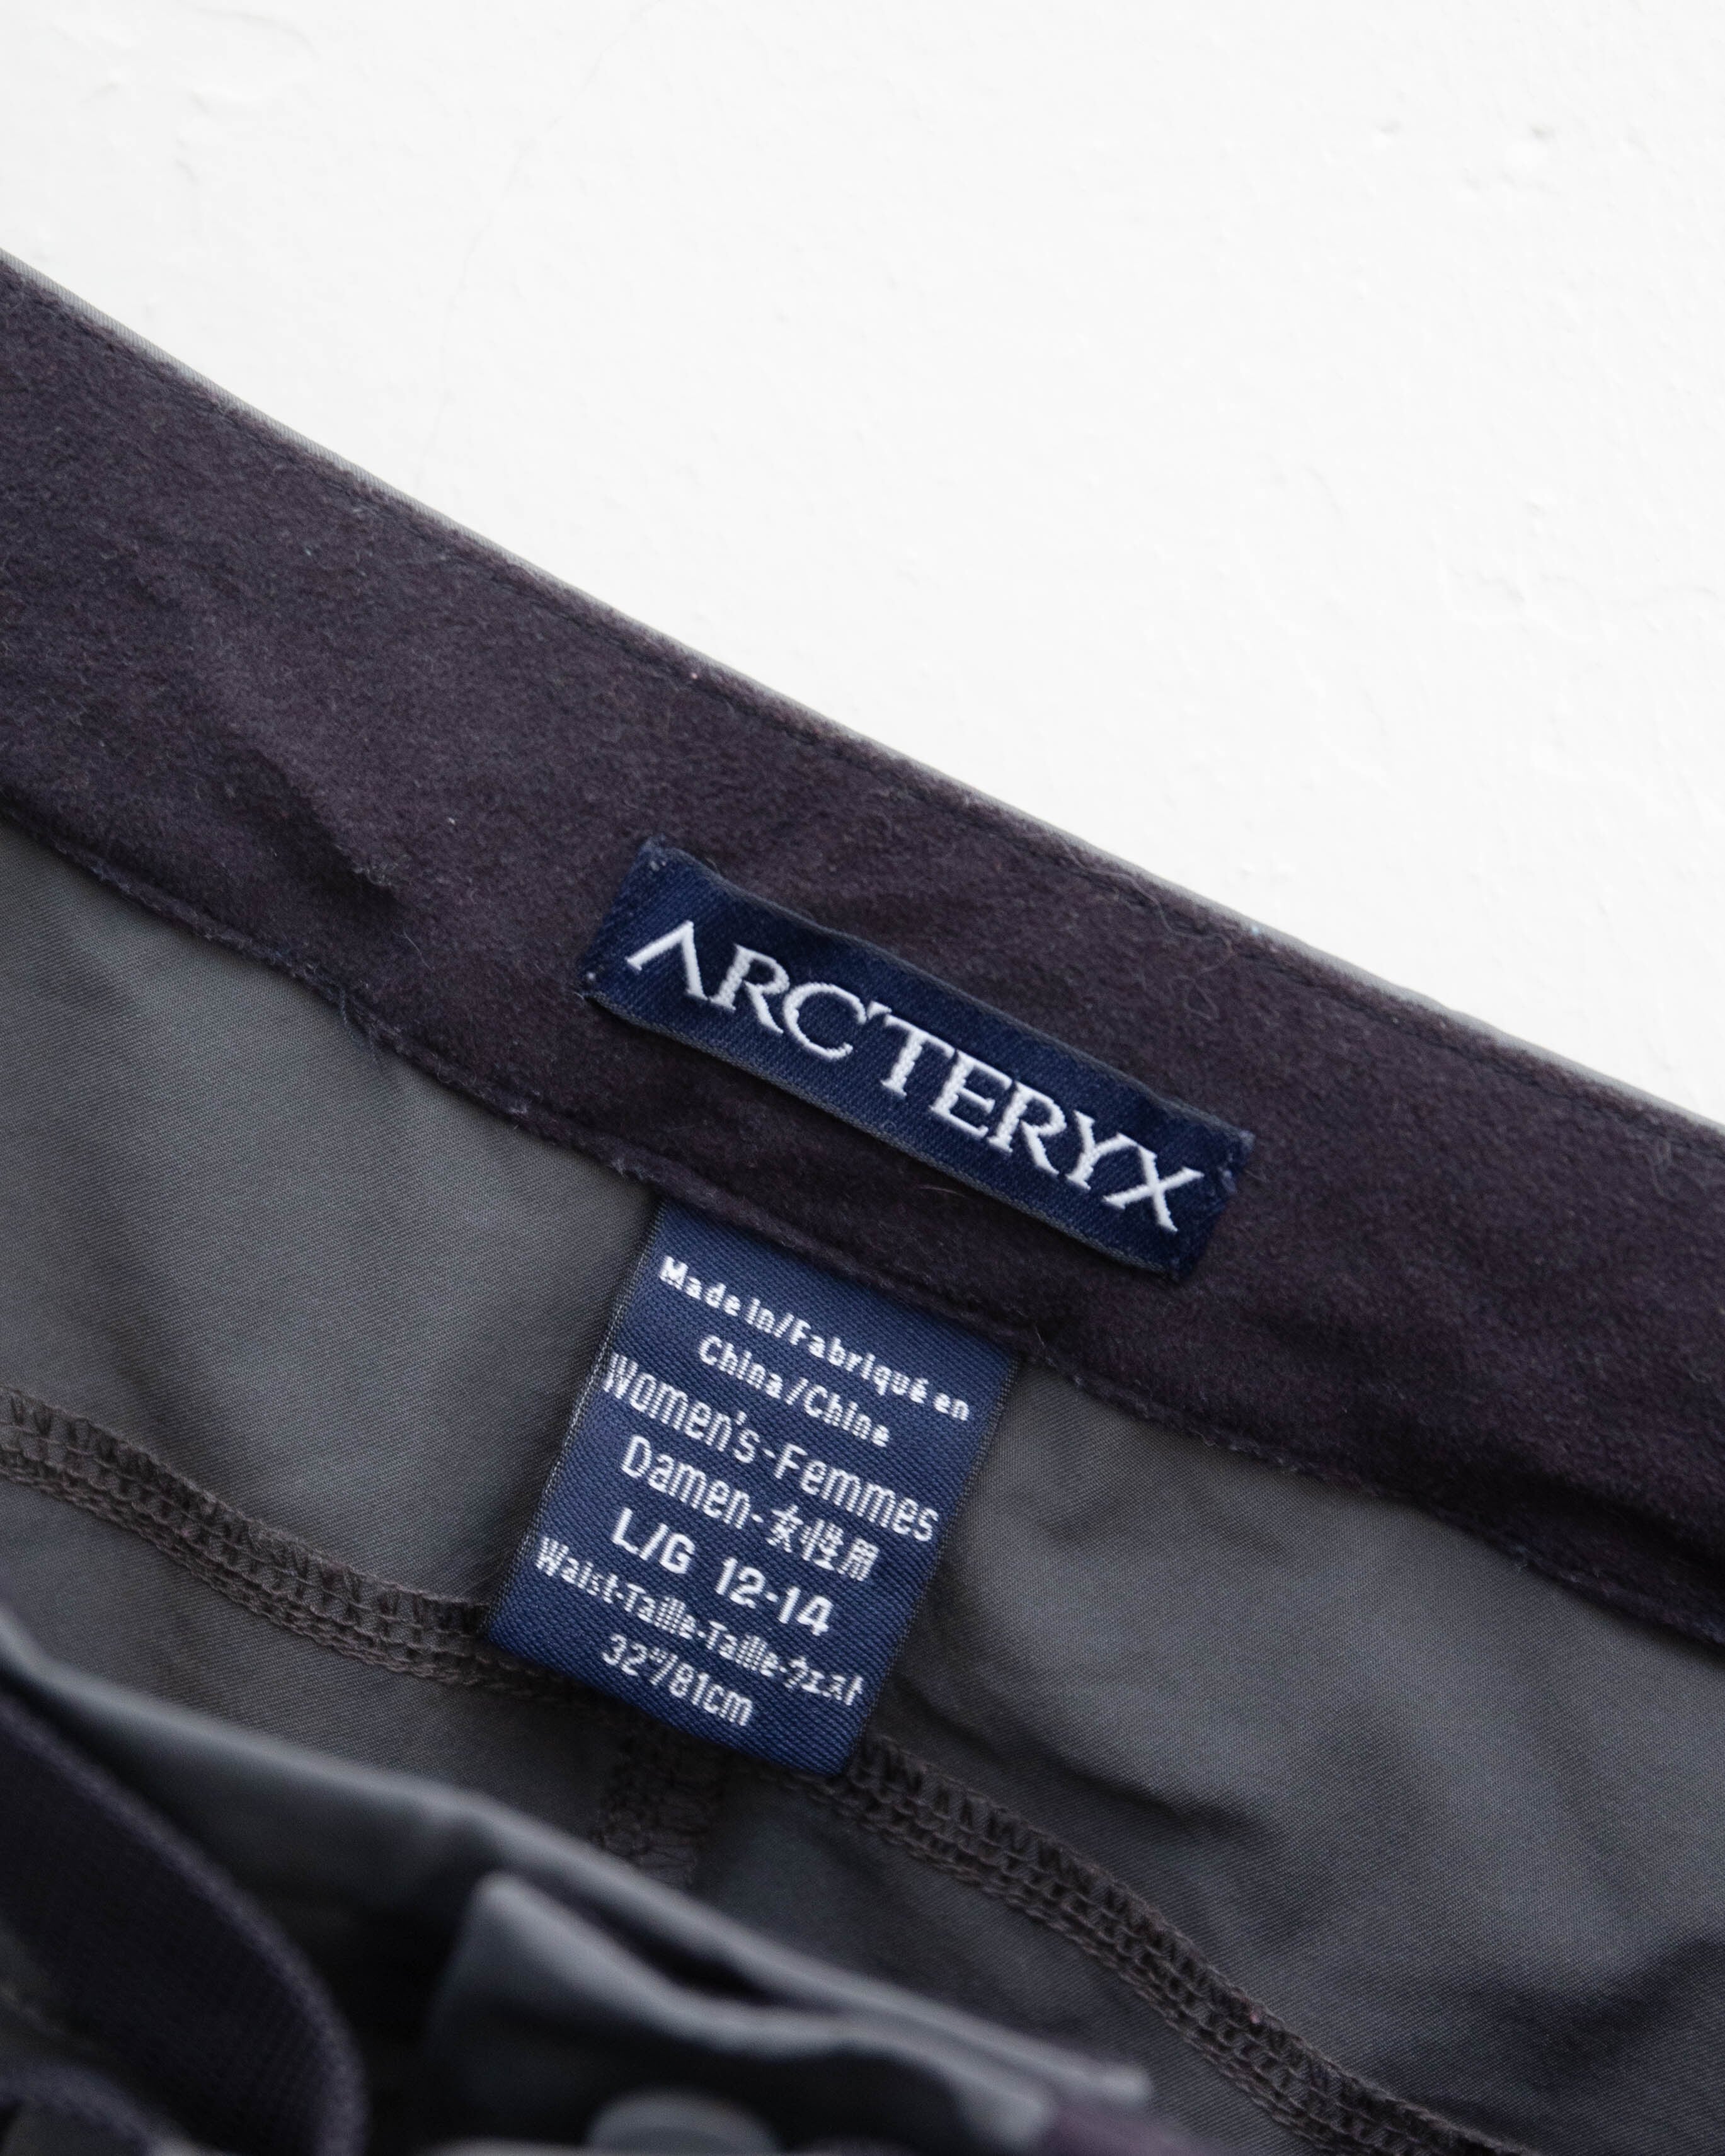 ARC'TERYX
Made in/Fabriqué en
China/Chine
Women's-Femmes
Damen-女性用
L/G 12-14
Waist-Taille-Taille-ウエスト
32"/81cm